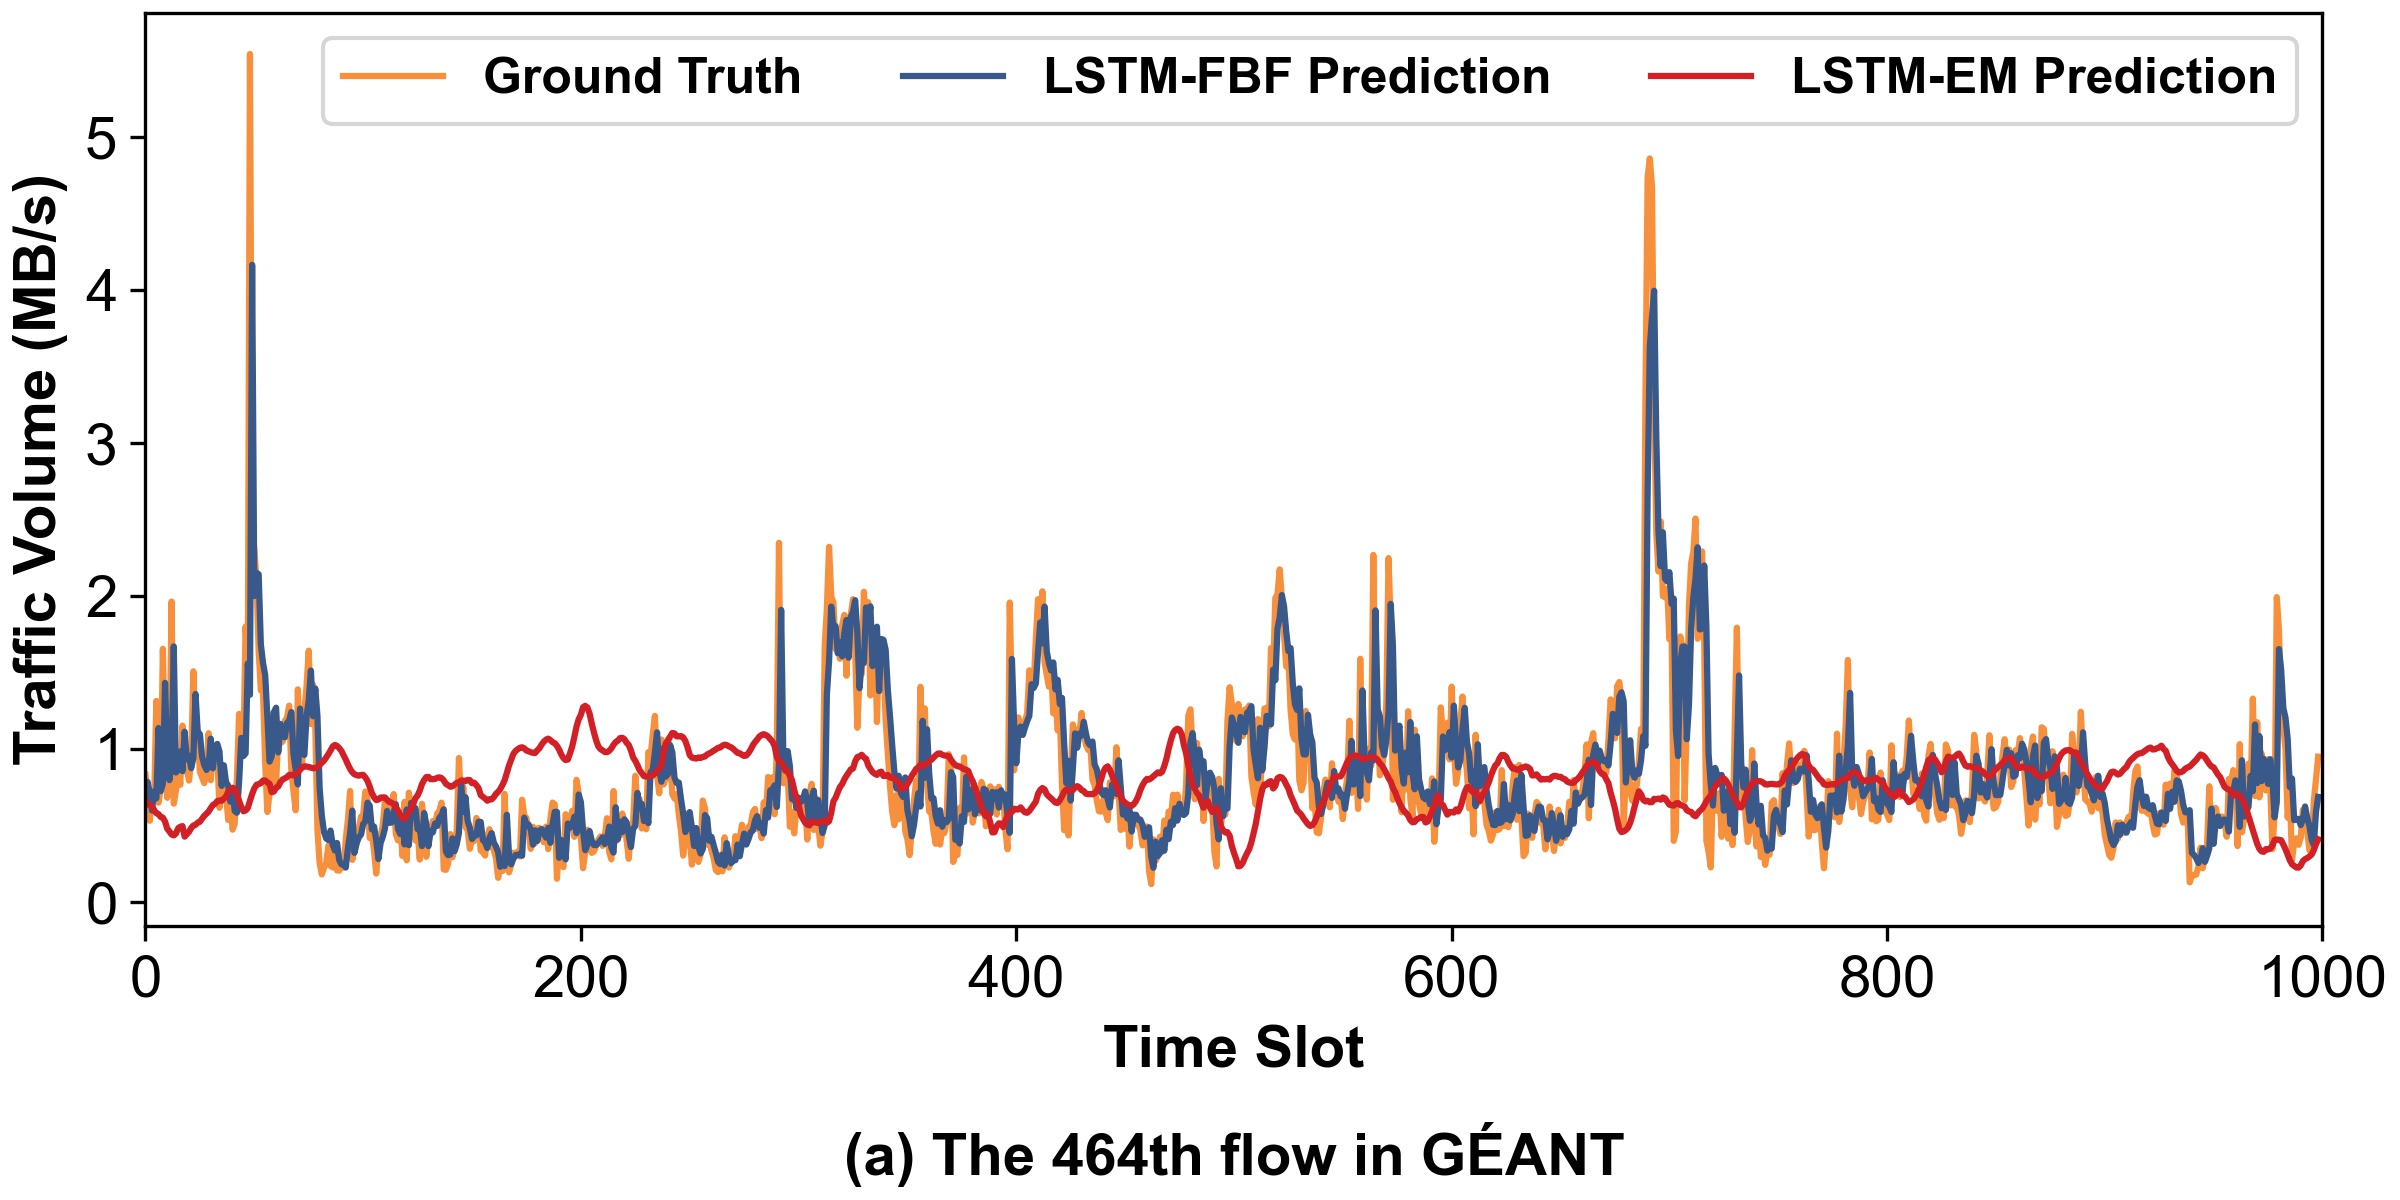 Ground Truth LSTM-FBF Prediction LSTM-EM Prediction
Traffic Volume (MB/s)
5
4
3
2
1
0
0 200 400 600 800 1000
Time Slot
(a) The 464th flow in GÉANT